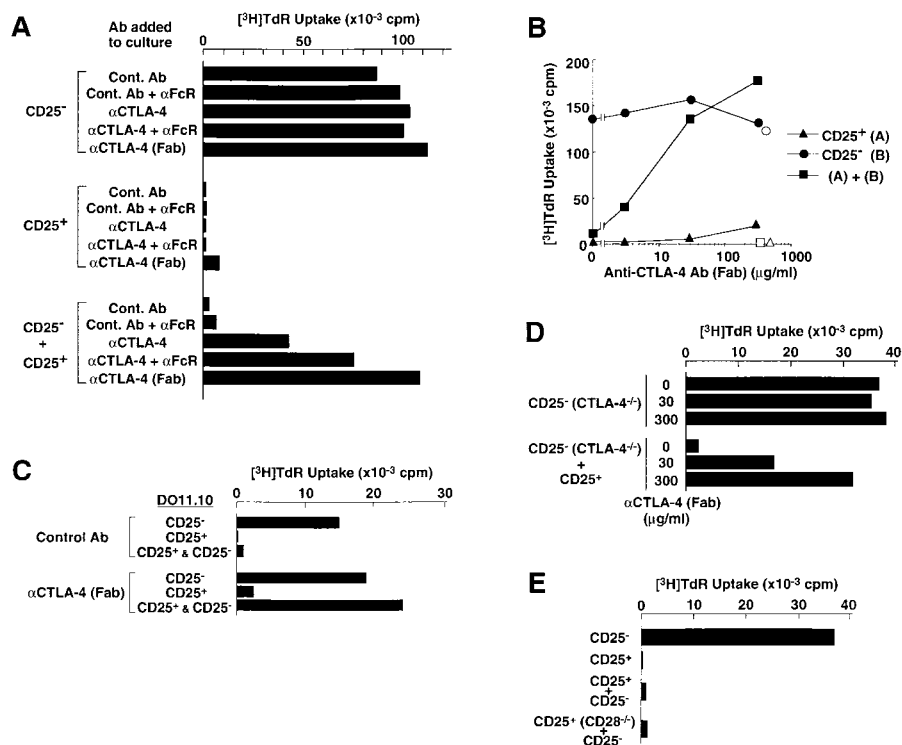 A
Ab added
to culture
[³H]TdR Uptake (x10⁻³ cpm)
0 50 100
CD25⁻
Cont. Ab
Cont. Ab + αFcR
αCTLA-4
αCTLA-4 + αFcR
αCTLA-4 (Fab)
CD25⁺
Cont. Ab
Cont. Ab + αFcR
αCTLA-4
αCTLA-4 + αFcR
αCTLA-4 (Fab)
CD25⁻
+
CD25⁺
Cont. Ab
Cont. Ab + αFcR
αCTLA-4
αCTLA-4 + αFcR
αCTLA-4 (Fab)
B
[³H]TdR Uptake (x10⁻³ cpm)
200
150
100
50
0
0 10 100 1000
Anti-CTLA-4 Ab (Fab) (μg/ml)
CD25⁺ (A)
CD25⁻ (B)
(A) + (B)
C
[³H]TdR Uptake (x10⁻³ cpm)
0 10 20 30
DO11.10
Control Ab
CD25⁻
CD25⁺
CD25⁺ & CD25⁻
αCTLA-4 (Fab)
CD25⁻
CD25⁺
CD25⁺ & CD25⁻
D
[³H]TdR Uptake (x10⁻³ cpm)
0 10 20 30 40
CD25⁻ (CTLA-4⁻/⁻)
0
30
300
CD25⁻ (CTLA-4⁻/⁻)
+
CD25⁺
0
30
300
αCTLA-4 (Fab)
(μg/ml)
E
[³H]TdR Uptake (x10⁻³ cpm)
0 10 20 30 40
CD25⁻
CD25⁺
CD25⁺
+
CD25⁻
CD25⁺ (CD28⁻/⁻)
+
CD25⁻